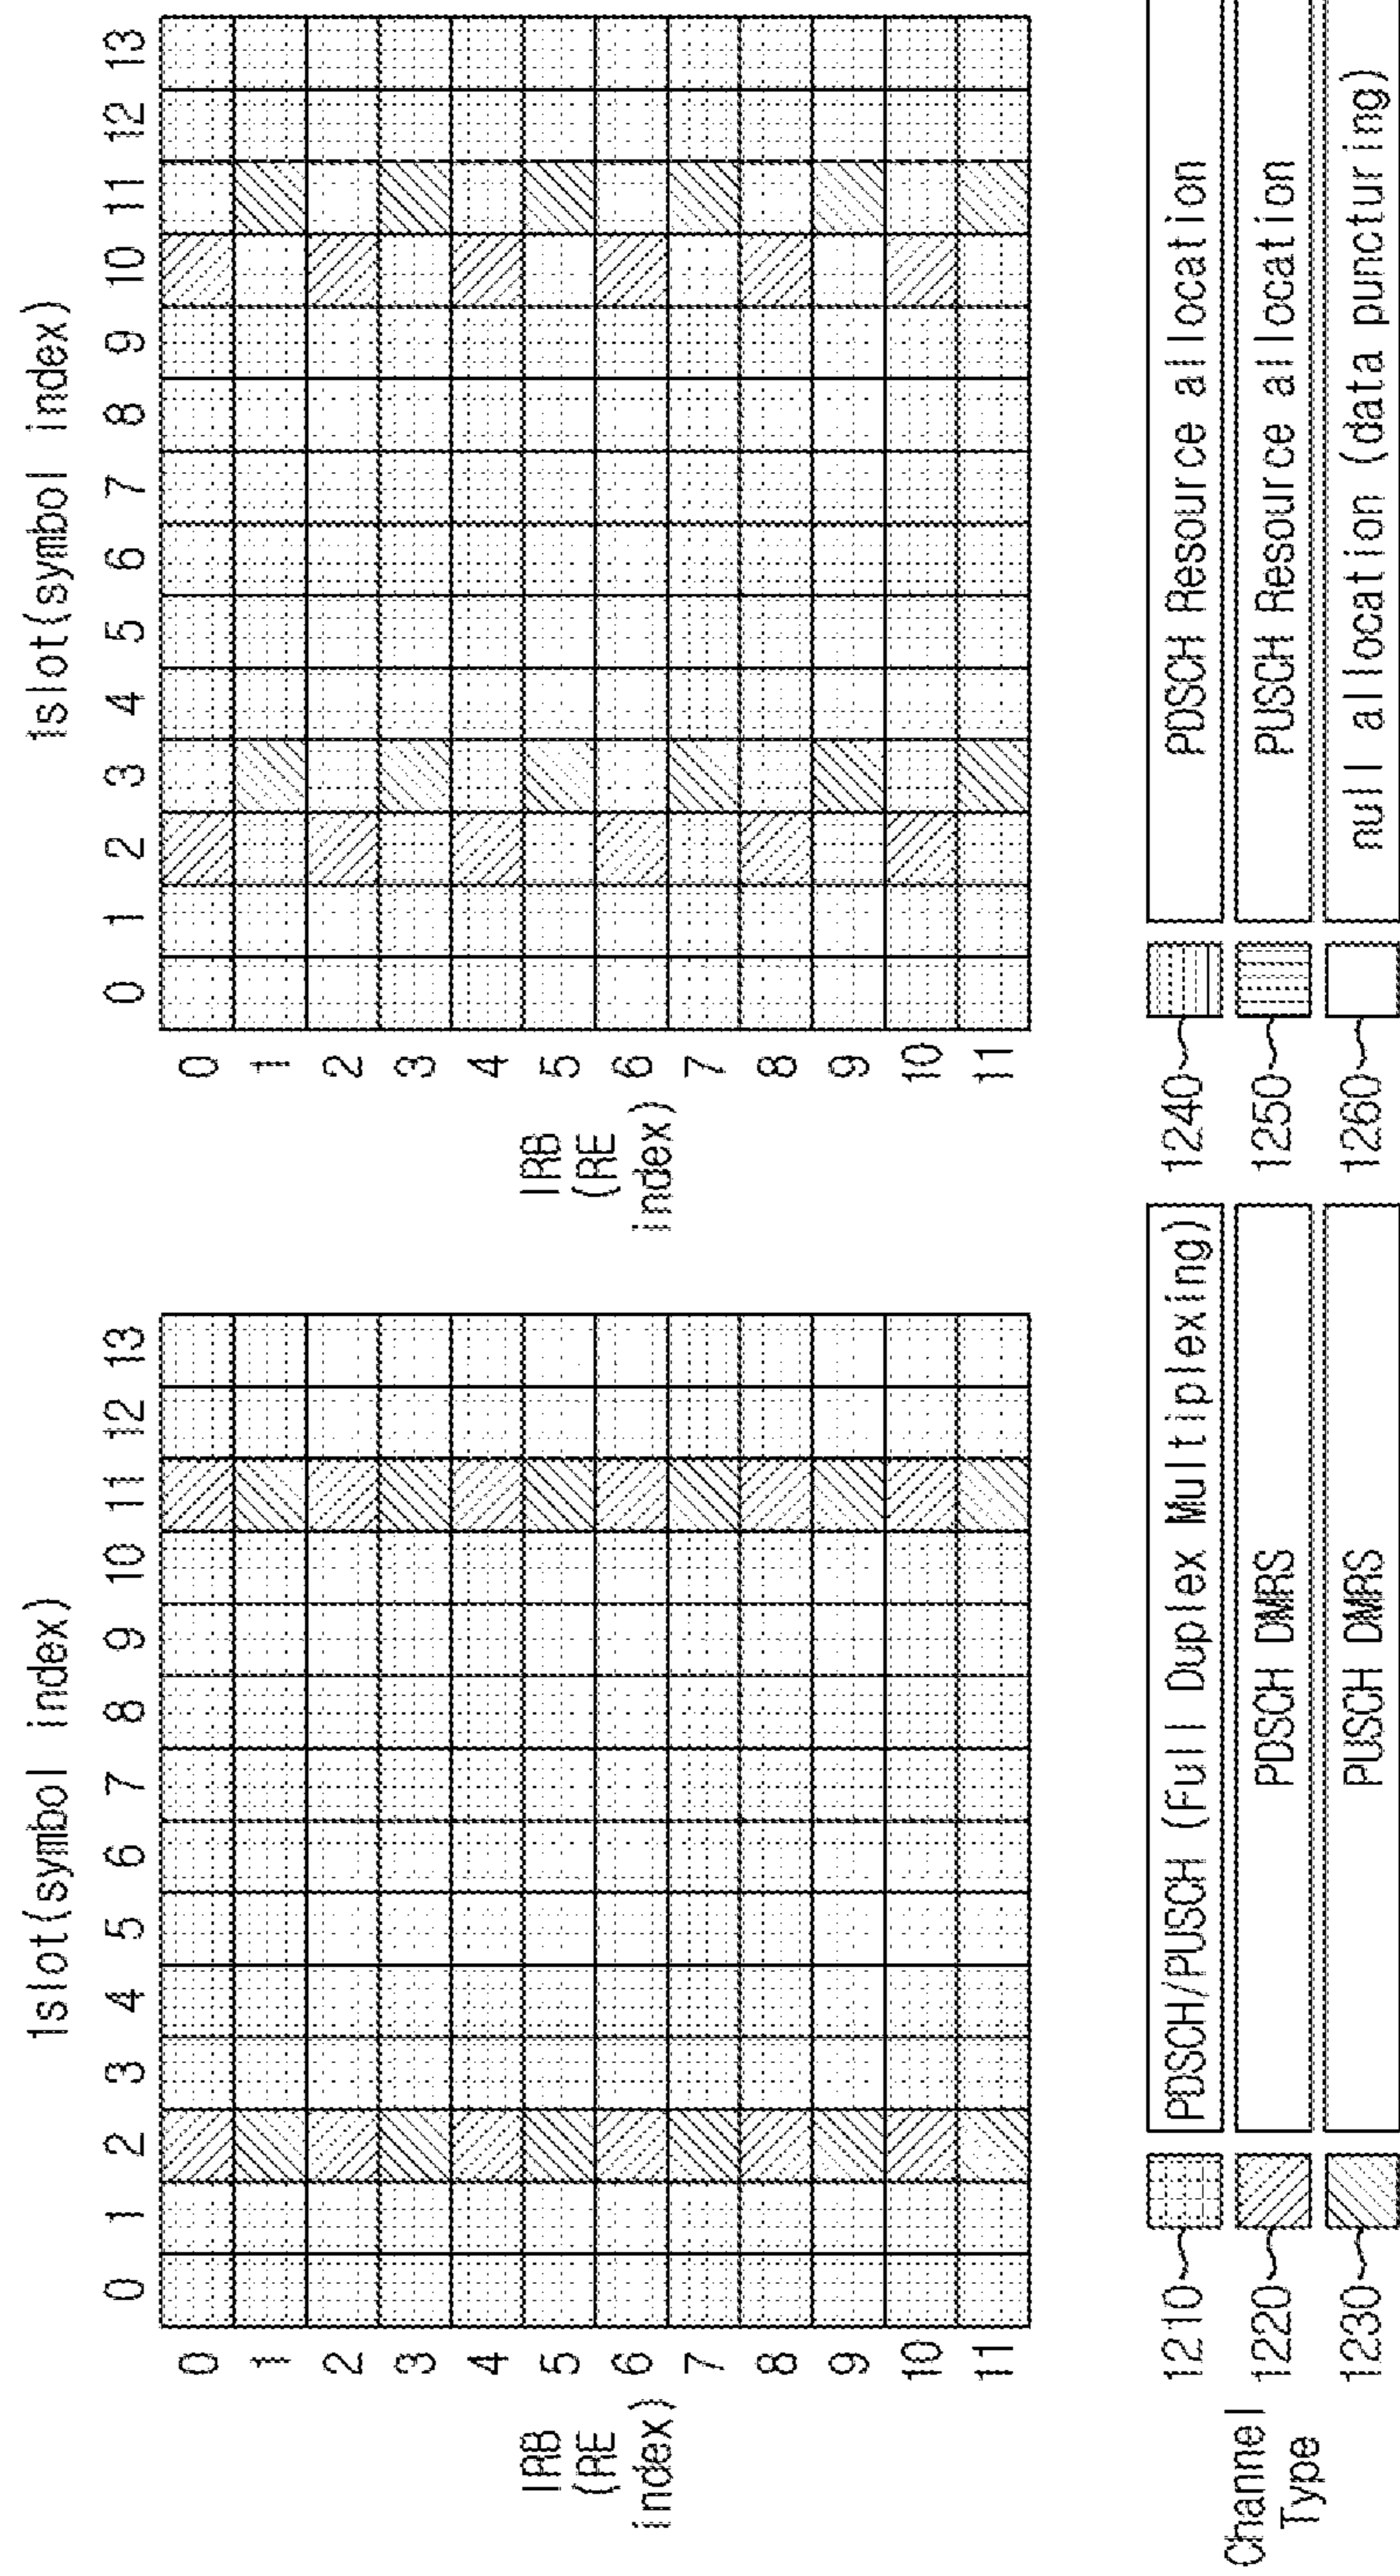 1slot(symbol index)
0 1 2 3 4 5 6 7 8 9 10 11 12 13
IRB
(RE
index)
0
1
2
3
4
5
6
7
8
9
10
11
1slot(symbol index)
0 1 2 3 4 5 6 7 8 9 10 11 12 13
IRB
(RE
index)
0
1
2
3
4
5
6
7
8
9
10
11
Channel
Type
1210 PDSCH/PUSCH (Full Duplex Multiplexing)
1220 PDSCH DMRS
1230 PUSCH DMRS
1240 PDSCH Resource allocation
1250 PUSCH Resource allocation
1260 null allocation (data puncturing)